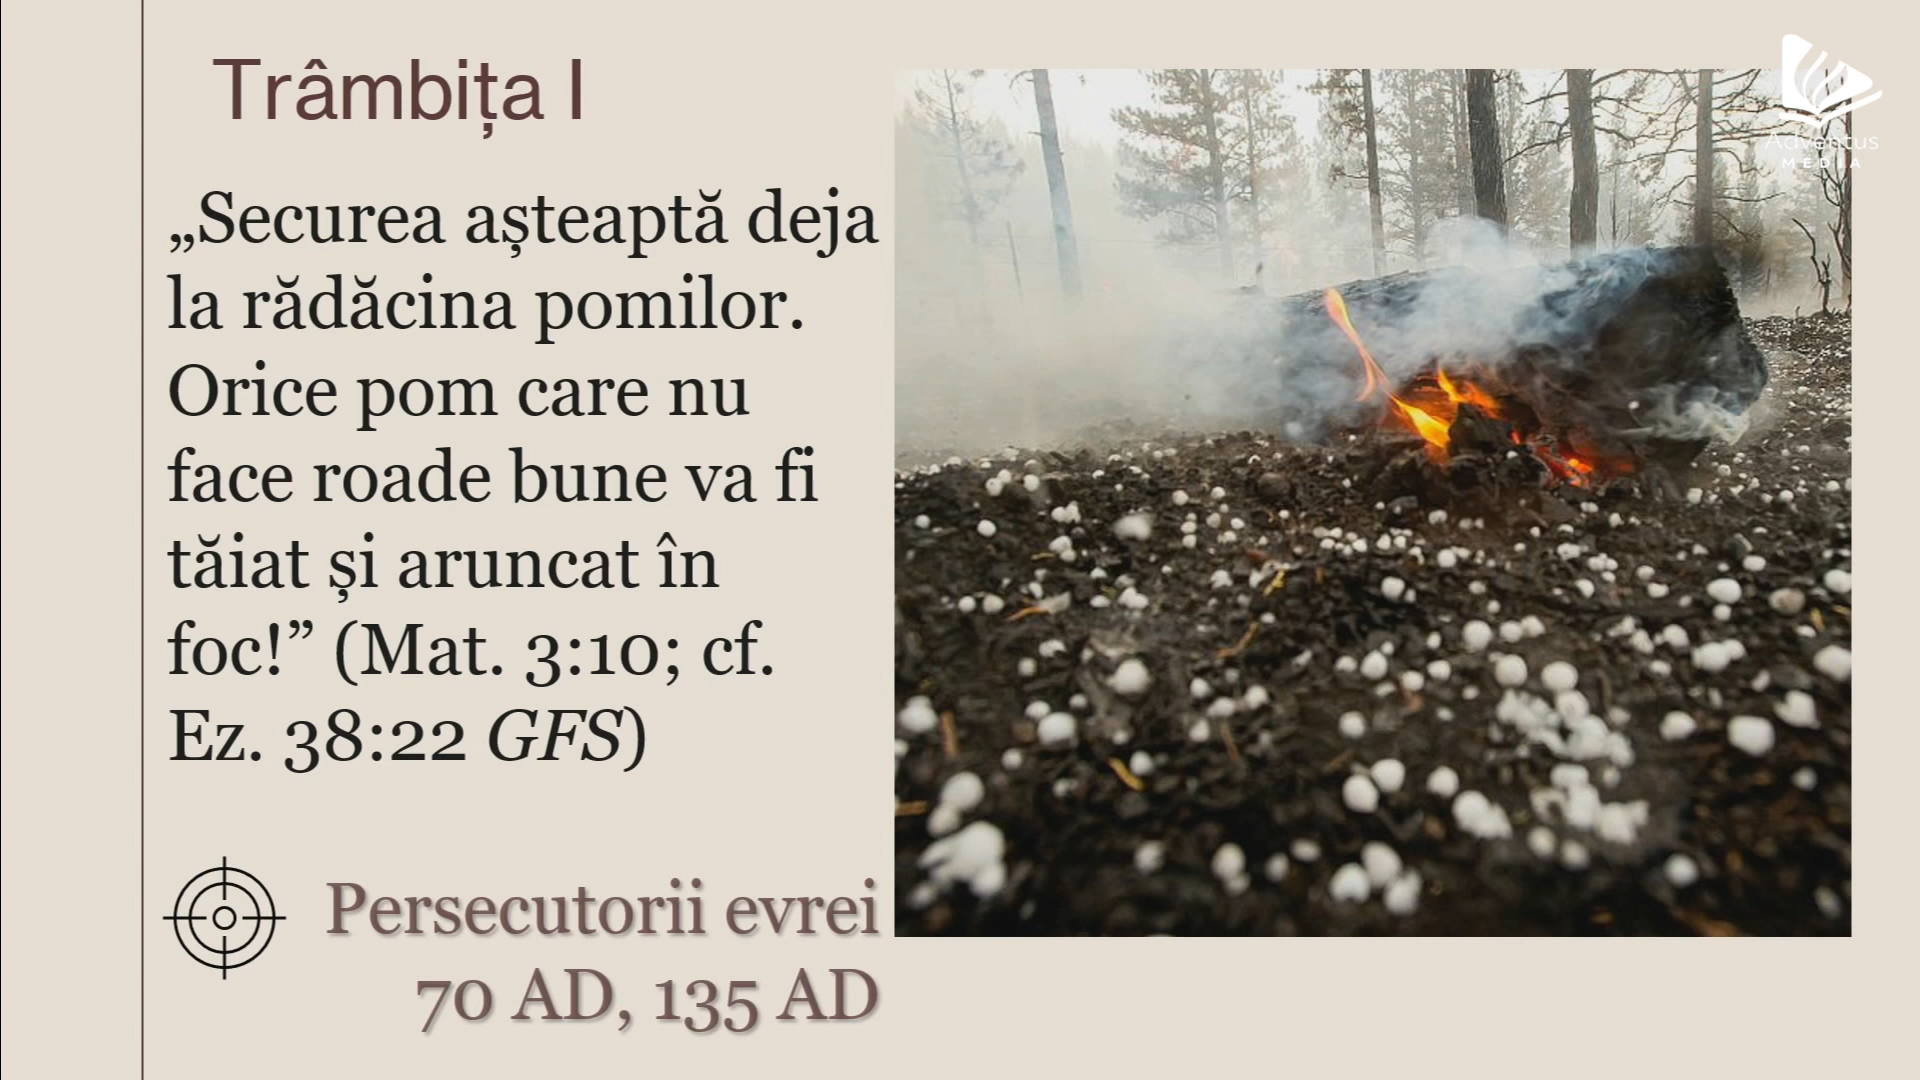 Trâmbița I
„Securea așteaptă deja
la rădăcina pomilor.
Orice pom care nu
face roade bune va fi
tăiat și aruncat în
foc!” (Mat. 3:10; cf.
Ez. 38:22 GFS)
Persecutorii evrei
70 AD, 135 AD
Adventus
MEDIA